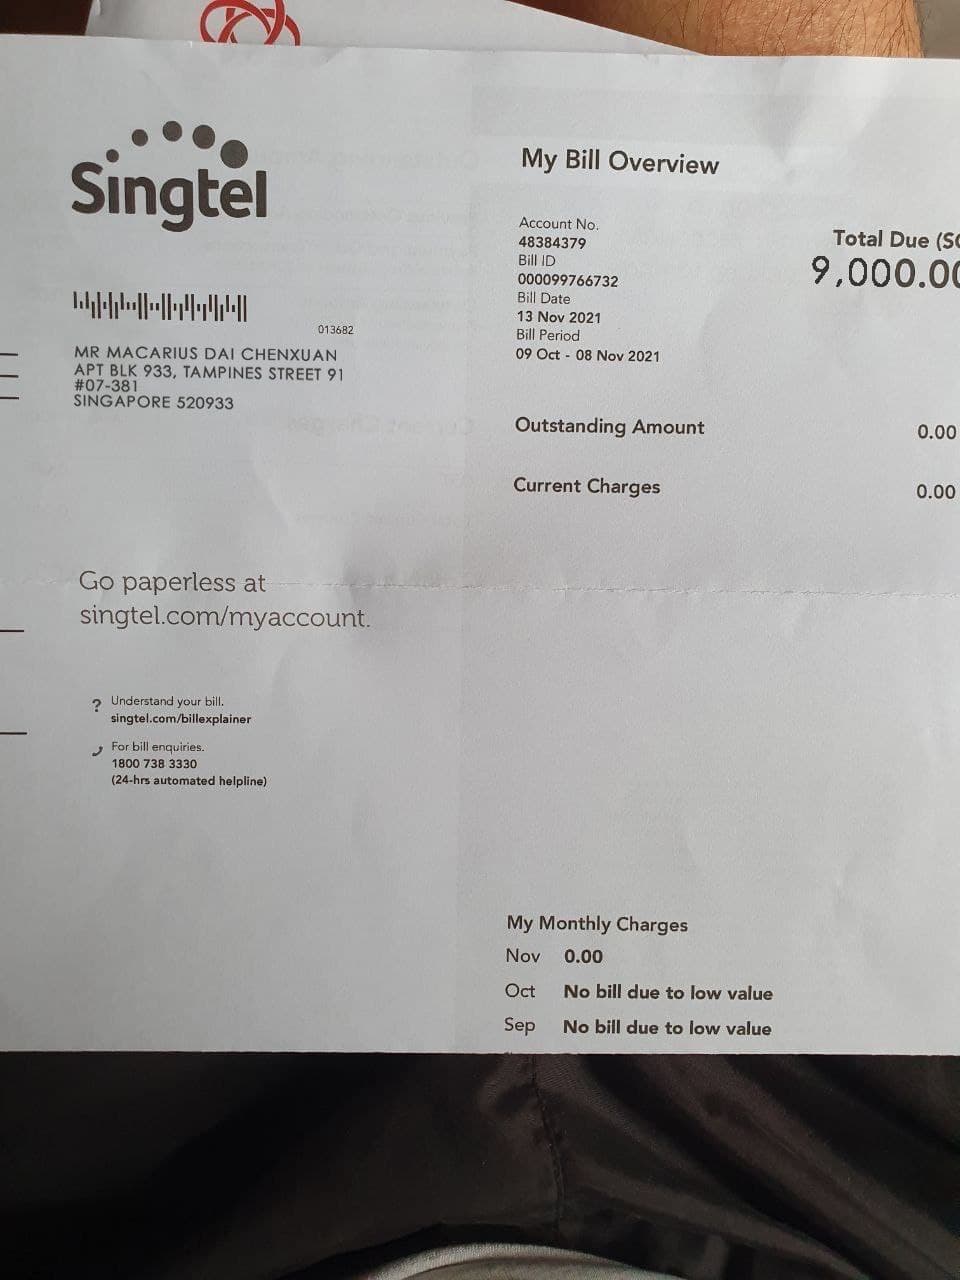 Singtel
013682
MR MACARIUS DAI CHENXUAN
APT BLK 933, TAMPINES STREET 91
#07-381
SINGAPORE 520933
Go paperless at
singtel.com/myaccount.
? Understand your bill.
singtel.com/billexplainer
For bill enquiries.
1800 738 3330
(24-hrs automated helpline)
My Bill Overview
Account No.
48384379
Bill ID
000099766732
Bill Date
13 Nov 2021
Bill Period
09 Oct - 08 Nov 2021
Total Due (SG
9,000.00
Outstanding Amount 0.00
Current Charges 0.00
My Monthly Charges
Nov 0.00
Oct No bill due to low value
Sep No bill due to low value